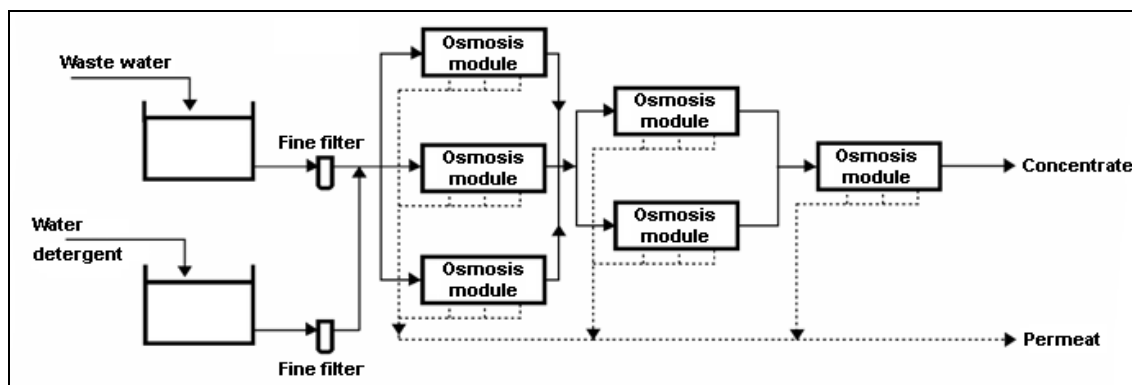 Waste water
Fine filter
Water
detergent
Fine filter
Osmosis
module
Osmosis
module
Osmosis
module
Osmosis
module
Osmosis
module
Osmosis
module
Concentrate
Permeat